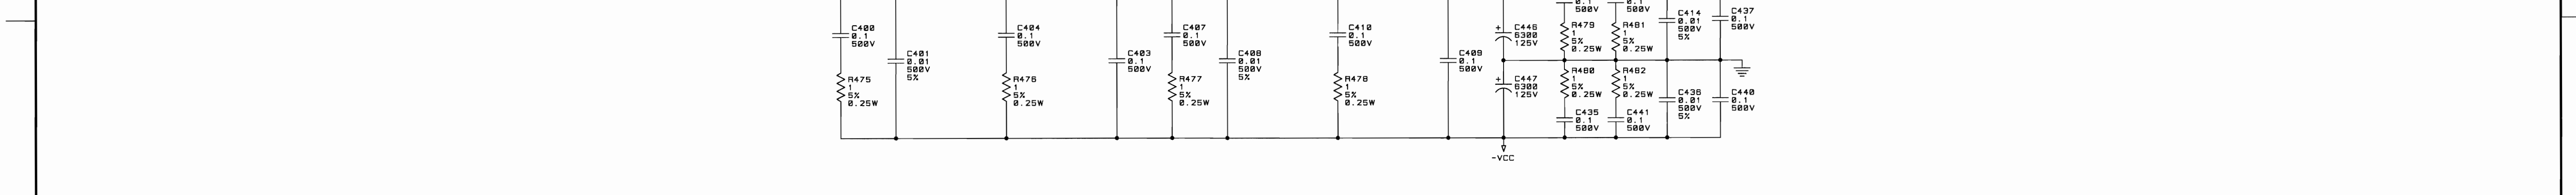 C400
0.1
500V
R475
1
5%
0.25W
C401
0.01
500V
5%
C404
0.1
500V
R476
1
5%
0.25W
C403
0.1
500V
C407
0.1
500V
R477
1
5%
0.25W
C408
0.01
500V
5%
C410
0.1
500V
R478
1
5%
0.25W
C409
0.1
500V
+
C446
6300
125V
+
C447
6300
125V
-VCC
0.1
500V
R479
1
5%
0.25W
R480
1
5%
0.25W
C435
0.1
500V
0.1
500V
R481
1
5%
0.25W
R482
1
5%
0.25W
C441
0.1
500V
C414
0.01
500V
5%
C436
0.01
500V
5%
C437
0.1
500V
C440
0.1
500V